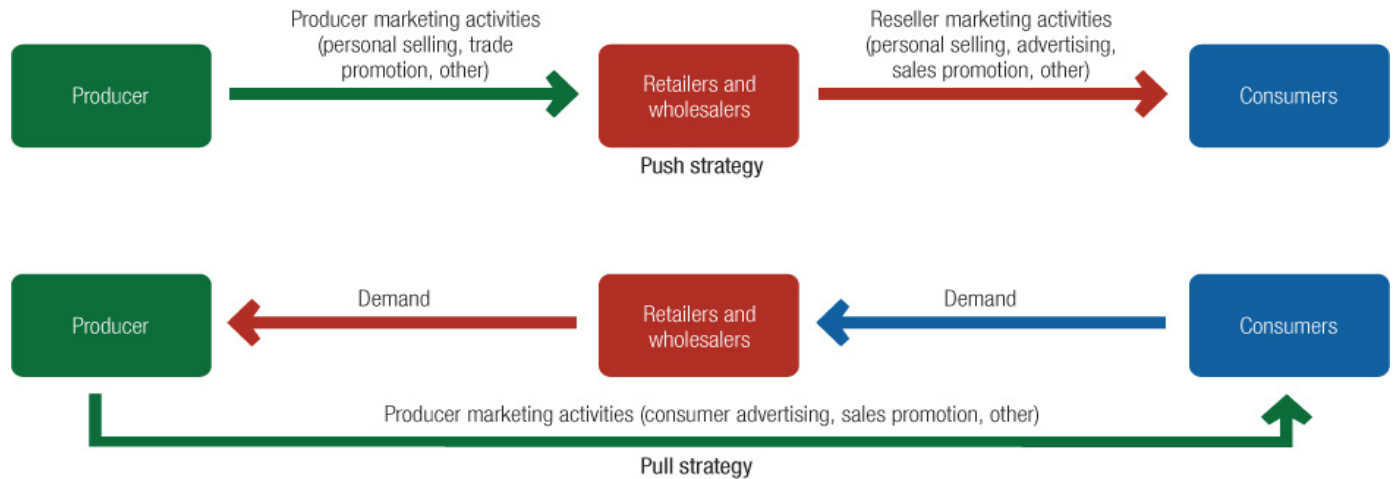 Producer marketing activities
(personal selling, trade
promotion, other)
Reseller marketing activities
(personal selling, advertising,
sales promotion, other)
Producer
Retailers and
wholesalers
Consumers
Push strategy
Producer
Demand
Retailers and
wholesalers
Demand
Consumers
Producer marketing activities (consumer advertising, sales promotion, other)
Pull strategy